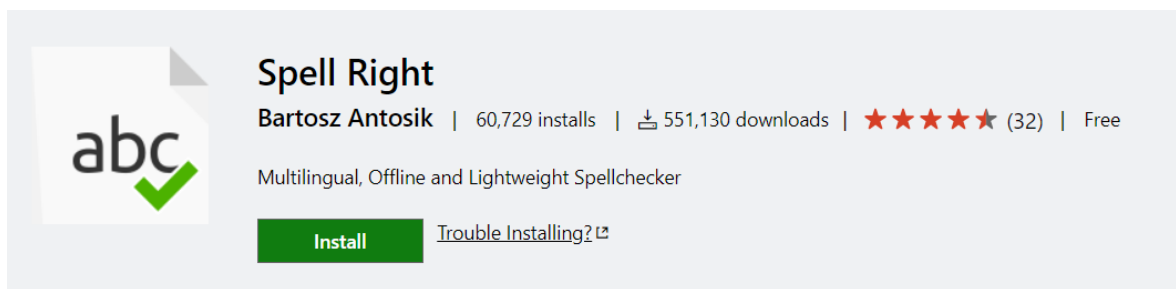 abc
Spell Right
Bartosz Antosik | 60,729 installs | 551,130 downloads | (32) | Free
Multilingual, Offline and Lightweight Spellchecker
Install
Trouble Installing?